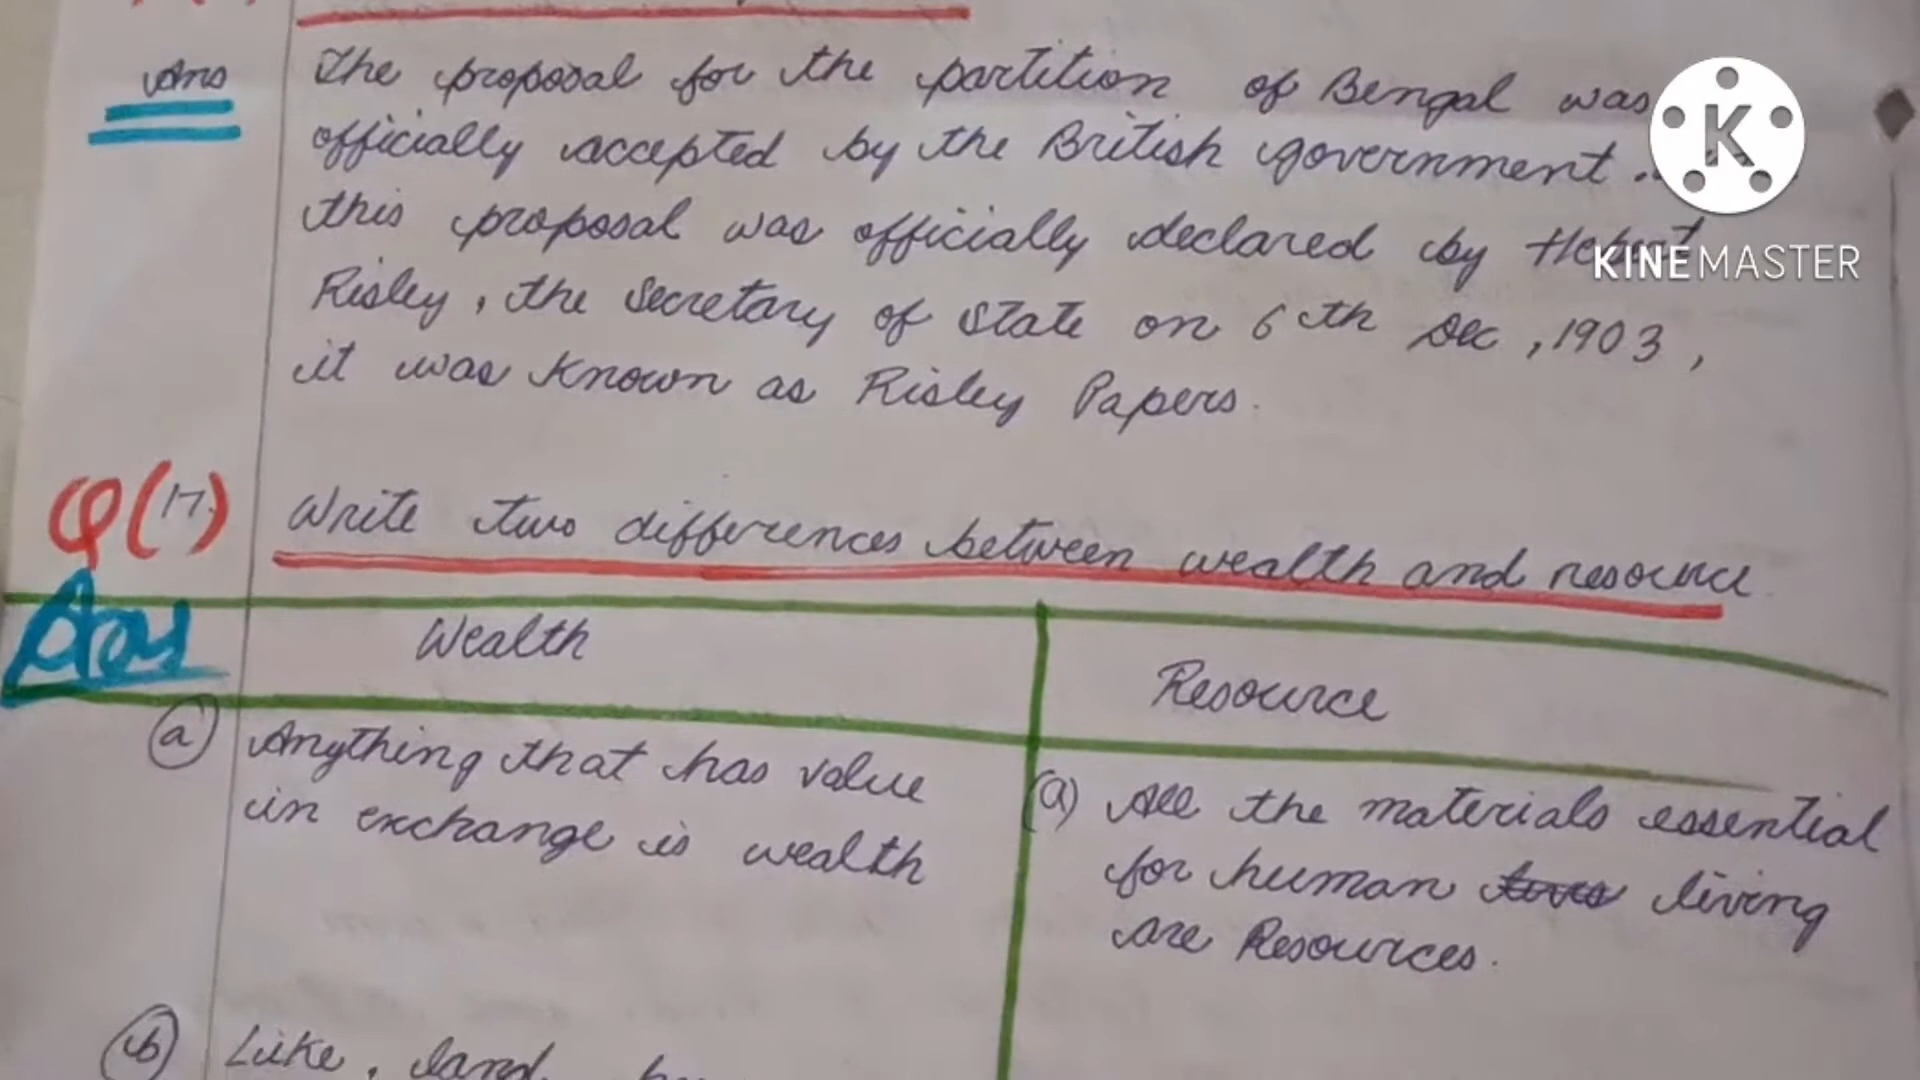 Ans The proposal for the partition of Bengal was
officially accepted by the British government.
this proposal was officially declared by
Risley, the Secretary of State on 6th Dec, 1903,
it was known as Risley Papers.
Q(17) Write two differences between wealth and resource
Ans Wealth
Resource
(a) Anything that has value
in exchange is wealth
(a) All the materials essential
for human living
are Resources.
(b) Like, land,
K
KINEMASTER